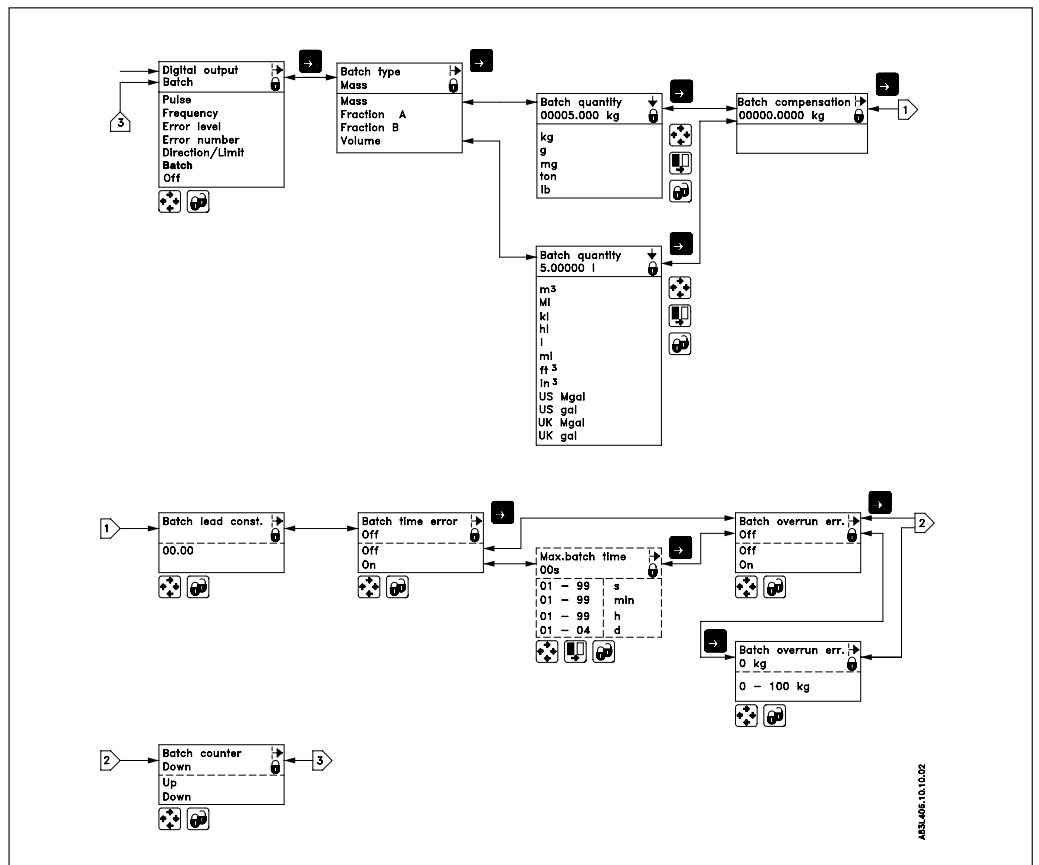 Digital output
Batch
Pulse
Frequency
Error level
Error number
Direction/Limit
Batch
Off
3
Batch type
Mass
Mass
Fraction A
Fraction B
Volume
Batch quantity
00005.000 kg
kg
g
mg
ton
lb
Batch compensation
00000.0000 kg
1
Batch quantity
5.00000 l
m3
Ml
kl
hl
l
ml
ft 3
in 3
US Mgal
US gal
UK Mgal
UK gal
1
Batch lead const.
00.00
Batch time error
Off
Off
On
Max.batch time
00s
01 – 99 s
01 – 99 min
01 – 99 h
01 – 04 d
Batch overrun err.
Off
Off
On
2
Batch overrun err.
0 kg
0 – 100 kg
2
Batch counter
Down
Up
Down
3
A83L406.10.10.02